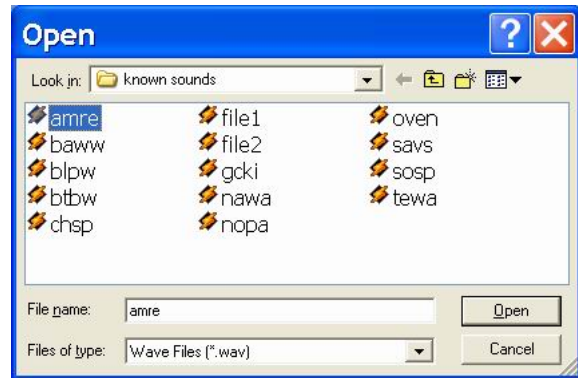 Open
Look in: known sounds
amre file1 oven
baww file2 savs
blpw gcki sosp
btbw nawa tewa
chsp nopa
File name: amre Open
Files of type: Wave Files (*.wav) Cancel